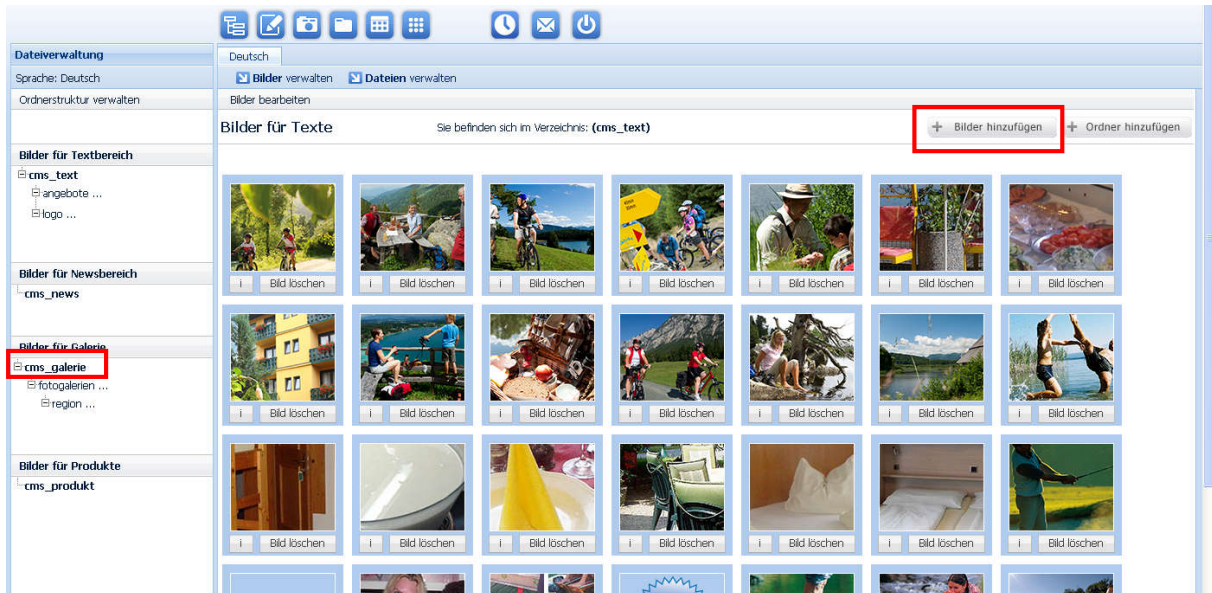 Dateiverwaltung
Sprache: Deutsch
Ordnerstruktur verwalten
Bilder für Textbereich
cms_text
angebote ...
logo ...
Bilder für Newsbereich
cms_news
Bilder für Galerie
cms_galerie
fotogalerien ...
region ...
Bilder für Produkte
cms_produkt
Deutsch
Bilder verwalten Dateien verwalten
Bilder bearbeiten
Bilder für Texte Sie befinden sich im Verzeichnis: (cms_text) + Bilder hinzufügen + Ordner hinzufügen
i Bild löschen i Bild löschen i Bild löschen i Bild löschen i Bild löschen i Bild löschen i Bild löschen
i Bild löschen i Bild löschen i Bild löschen i Bild löschen i Bild löschen i Bild löschen i Bild löschen
i Bild löschen i Bild löschen i Bild löschen i Bild löschen i Bild löschen i Bild löschen i Bild löschen